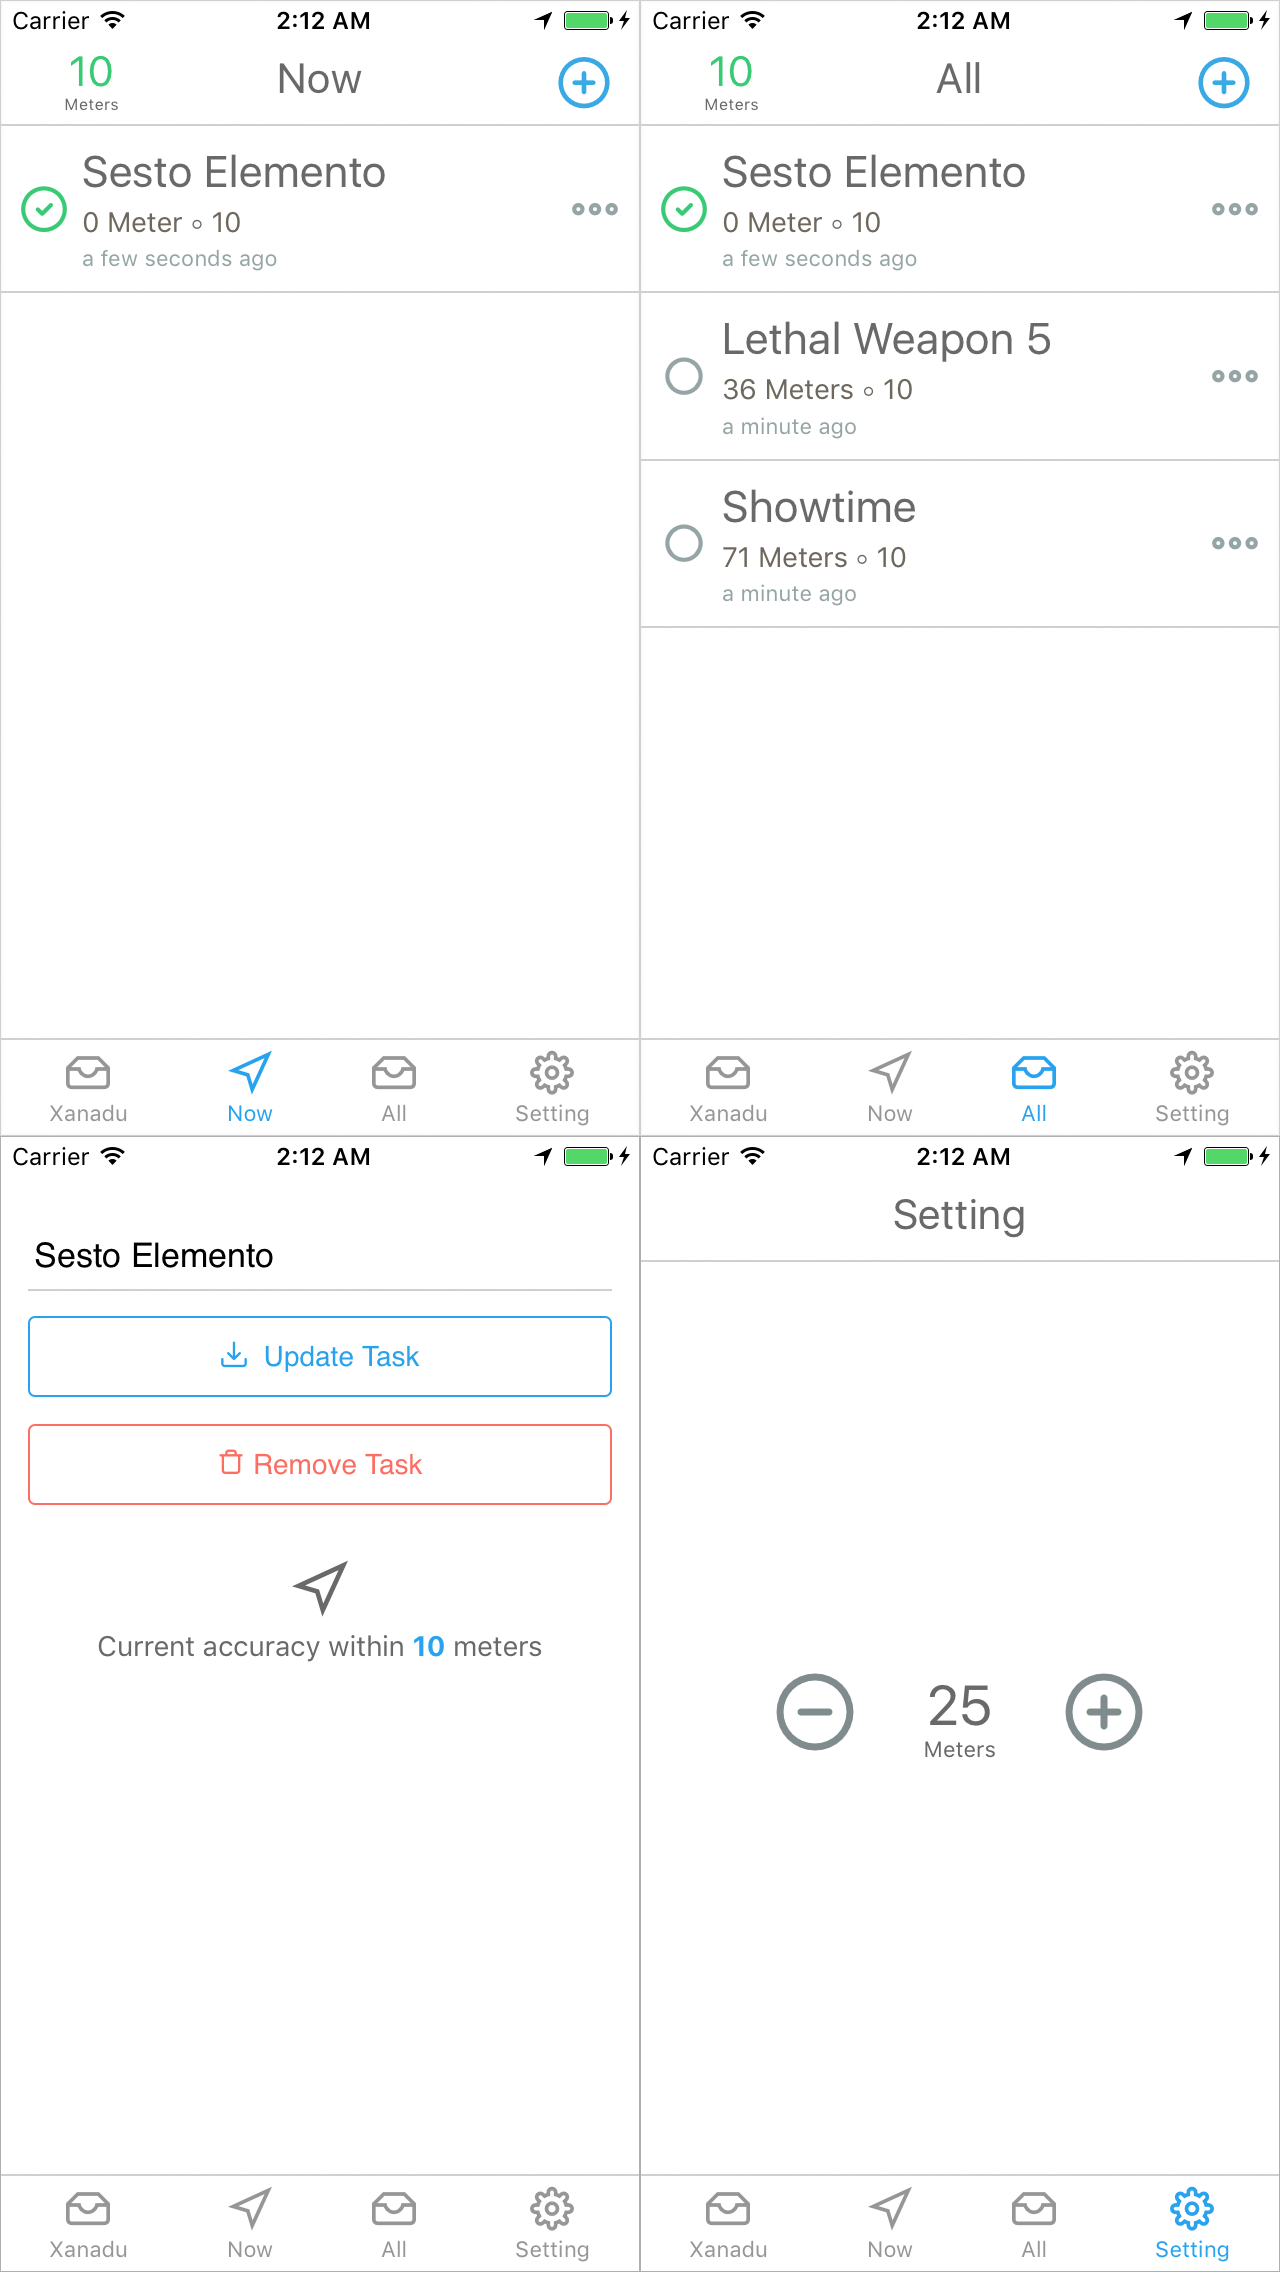 Carrier 2:12 AM
10
Meters
Now
Sesto Elemento
0 Meter ∘ 10
a few seconds ago
Xanadu Now All Setting
Carrier 2:12 AM
10
Meters
All
Sesto Elemento
0 Meter ∘ 10
a few seconds ago
Lethal Weapon 5
36 Meters ∘ 10
a minute ago
Showtime
71 Meters ∘ 10
a minute ago
Xanadu Now All Setting
Carrier 2:12 AM
Sesto Elemento
Update Task
Remove Task
Current accuracy within 10 meters
Xanadu Now All Setting
Carrier 2:12 AM
Setting
25
Meters
Xanadu Now All Setting